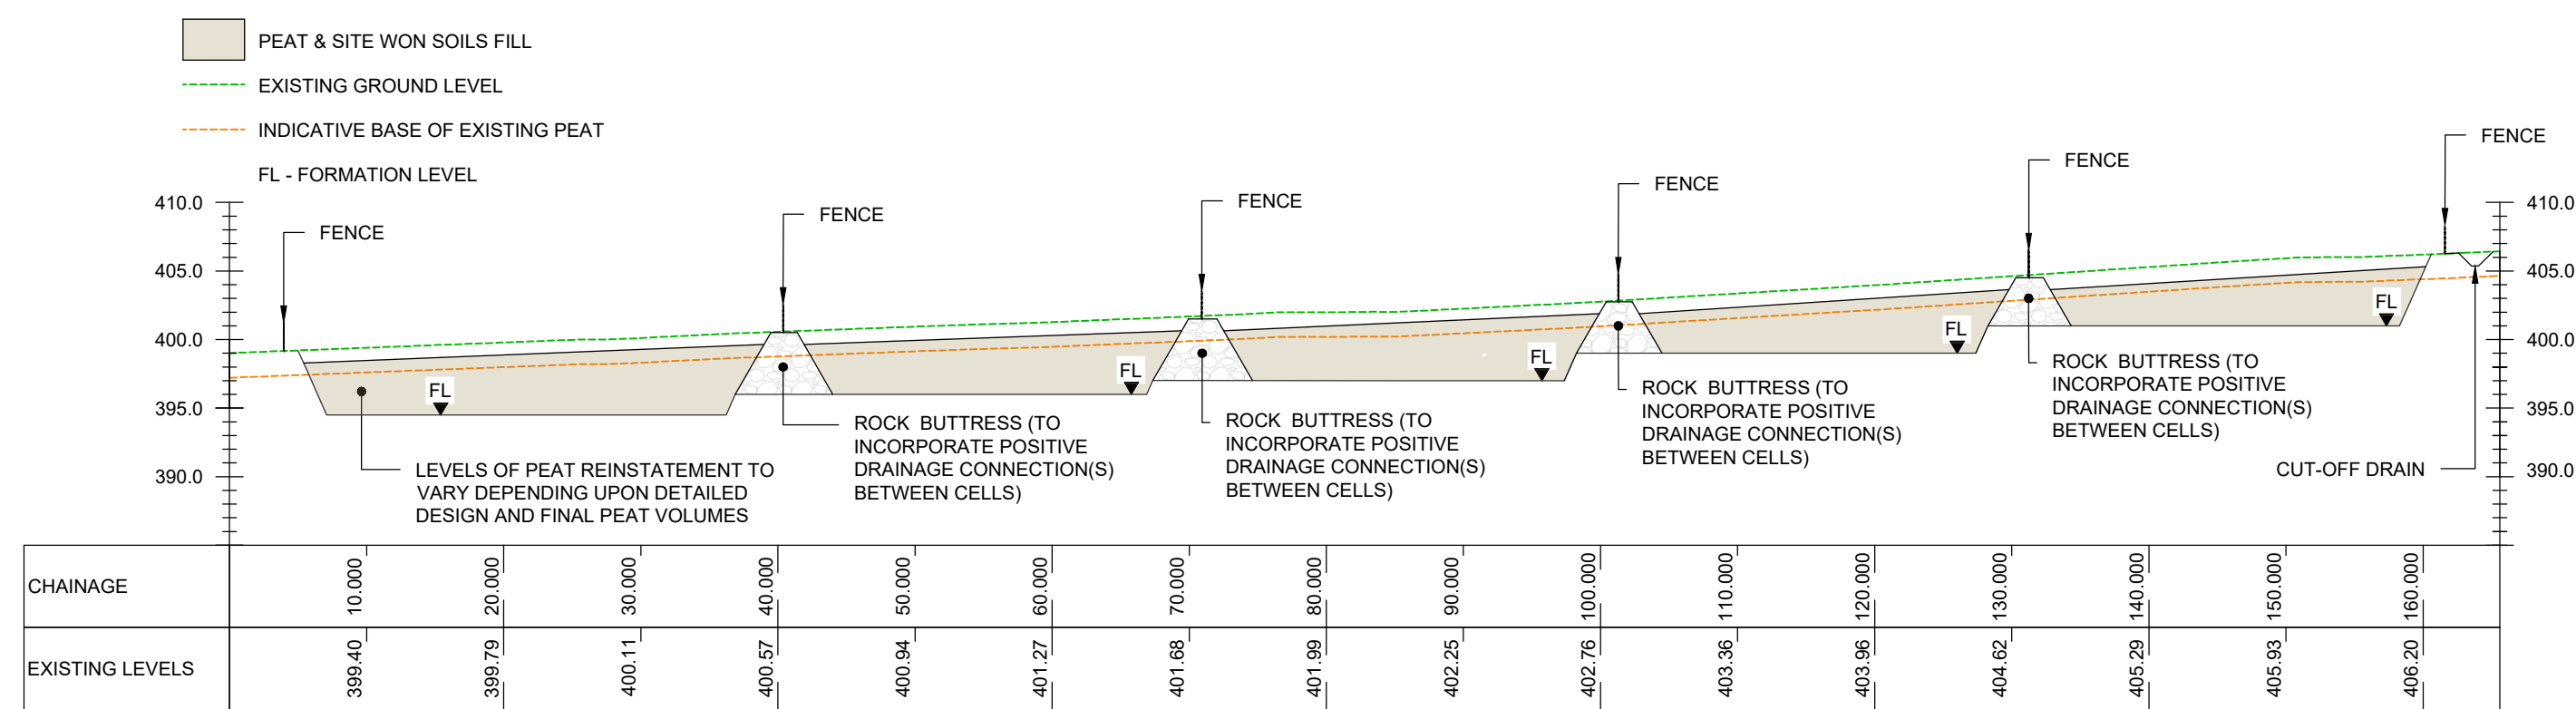 PEAT & SITE WON SOILS FILL
EXISTING GROUND LEVEL
INDICATIVE BASE OF EXISTING PEAT
FL - FORMATION LEVEL
410.0
405.0
400.0
395.0
390.0
410.0
405.0
400.0
395.0
390.0
FENCE
FENCE
FENCE
FENCE
FENCE
FENCE
FL
FL
FL
FL
FL
LEVELS OF PEAT REINSTATEMENT TO
VARY DEPENDING UPON DETAILED
DESIGN AND FINAL PEAT VOLUMES
ROCK BUTTRESS (TO
INCORPORATE POSITIVE
DRAINAGE CONNECTION(S)
BETWEEN CELLS)
ROCK BUTTRESS (TO
INCORPORATE POSITIVE
DRAINAGE CONNECTION(S)
BETWEEN CELLS)
ROCK BUTTRESS (TO
INCORPORATE POSITIVE
DRAINAGE CONNECTION(S)
BETWEEN CELLS)
ROCK BUTTRESS (TO
INCORPORATE POSITIVE
DRAINAGE CONNECTION(S)
BETWEEN CELLS)
CUT-OFF DRAIN
CHAINAGE 10.000 20.000 30.000 40.000 50.000 60.000 70.000 80.000 90.000 100.000 110.000 120.000 130.000 140.000 150.000 160.000
EXISTING LEVELS 399.40 399.79 400.11 400.57 400.94 401.27 401.68 401.99 402.25 402.76 403.36 403.96 404.62 405.29 405.93 406.20